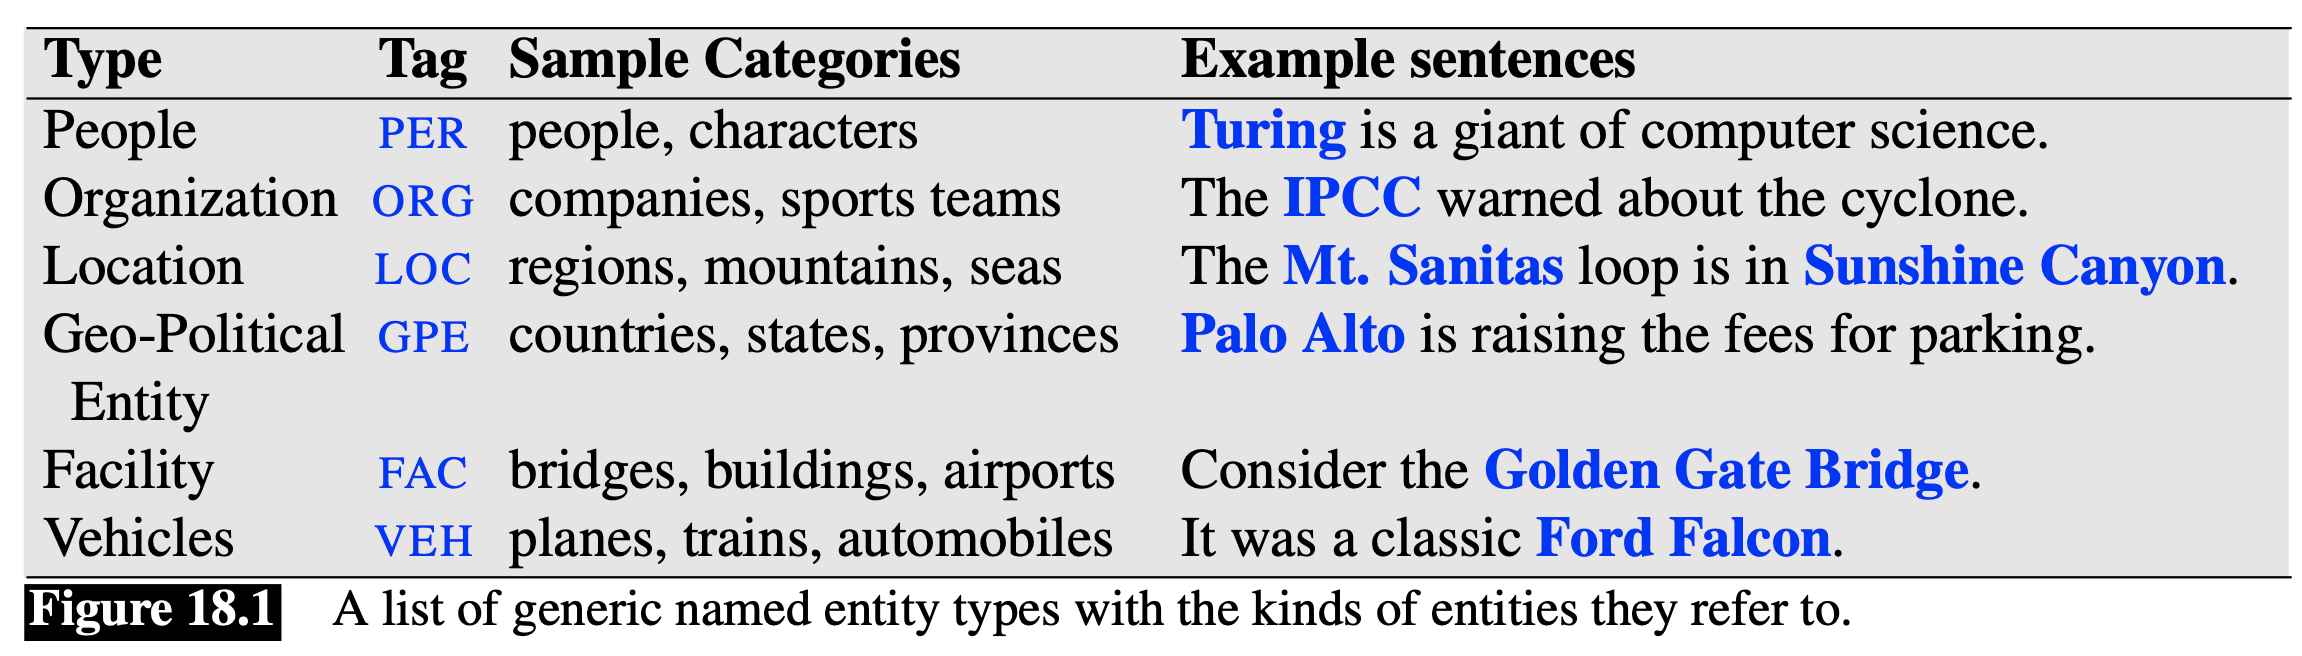 Type Tag Sample Categories Example sentences
People PER people, characters Turing is a giant of computer science.
Organization ORG companies, sports teams The IPCC warned about the cyclone.
Location LOC regions, mountains, seas The Mt. Sanitas loop is in Sunshine Canyon.
Geo-Political GPE countries, states, provinces Palo Alto is raising the fees for parking.
Entity
Facility FAC bridges, buildings, airports Consider the Golden Gate Bridge.
Vehicles VEH planes, trains, automobiles It was a classic Ford Falcon.
Figure 18.1 A list of generic named entity types with the kinds of entities they refer to.